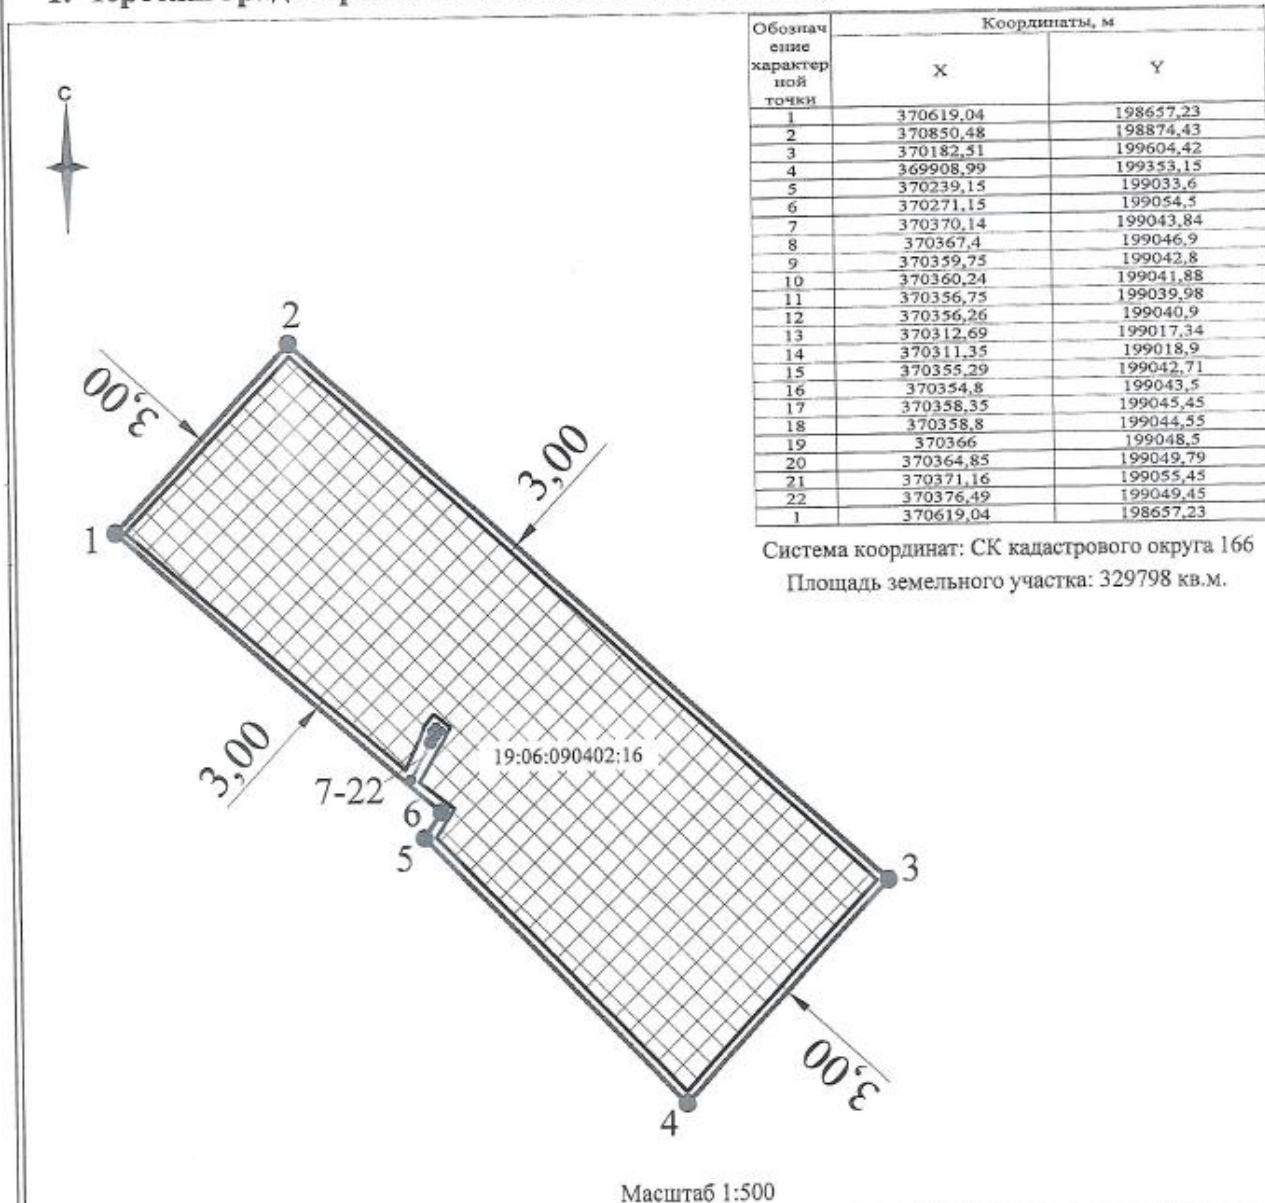 Обознач
ение
характер
ной
точки
Координаты, м
X Y
1 370619,04 198657,23
2 370850,48 198874,43
3 370182,51 199604,42
4 369908,99 199353,15
5 370239,15 199033,6
6 370271,15 199054,5
7 370370,14 199043,84
8 370367,4 199046,9
9 370359,75 199042,8
10 370360,24 199041,88
11 370356,75 199039,98
12 370356,26 199040,9
13 370312,69 199017,34
14 370311,35 199018,9
15 370355,29 199042,71
16 370354,8 199043,5
17 370358,35 199045,45
18 370358,8 199044,55
19 370366 199048,5
20 370364,85 199049,79
21 370371,16 199055,45
22 370376,49 199049,45
1 370619,04 198657,23
Система координат: СК кадастрового округа 166
Площадь земельного участка: 329798 кв.м.
С
2
3,00
3,00
1
3,00
19:06:090402:16
7-22
6
5
3
3,00
4
Масштаб 1:500